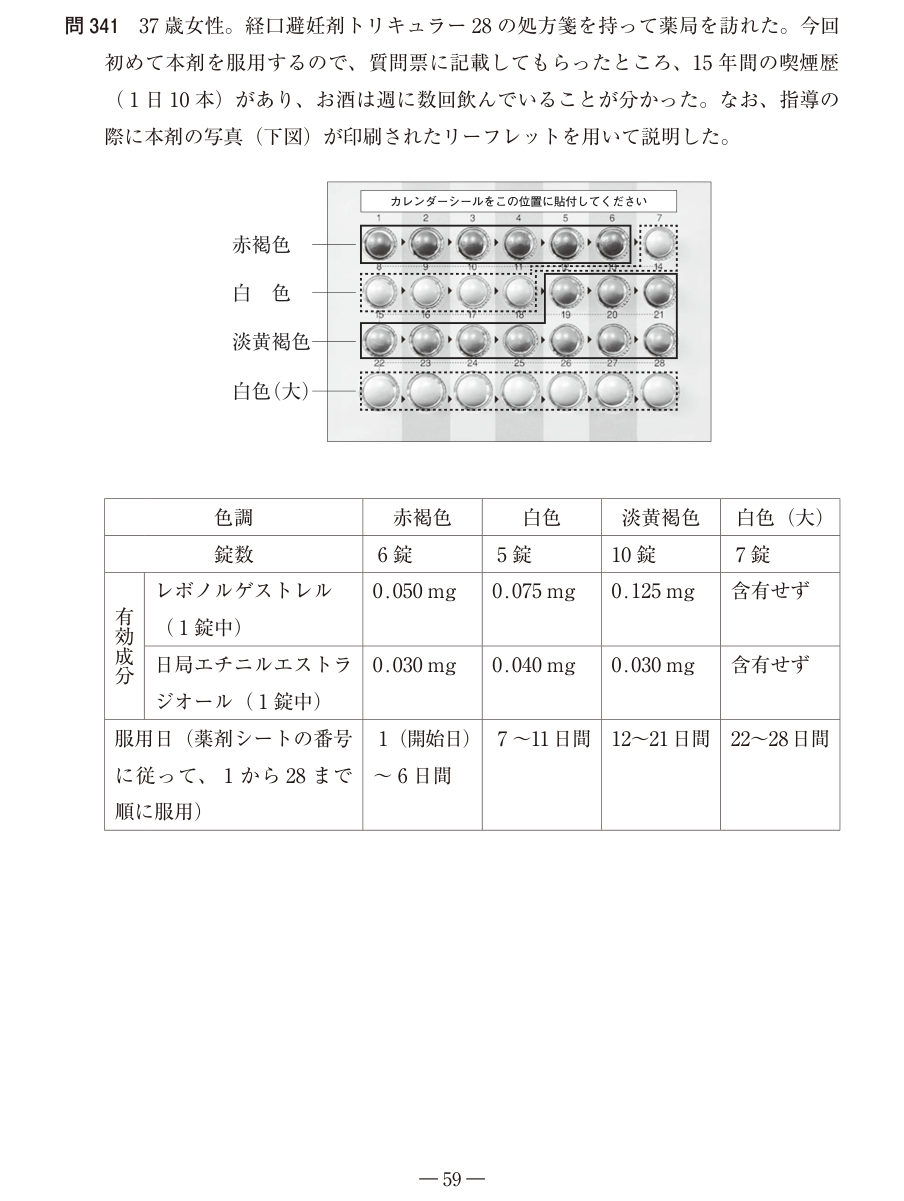 問 341　37 歳女性。経口避妊剤トリキュラー 28 の処方箋を持って薬局を訪れた。今回
初めて本剤を服用するので、質問票に記載してもらったところ、15 年間の喫煙歴
（1 日 10 本）があり、お酒は週に数回飲んでいることが分かった。なお、指導の
際に本剤の写真（下図）が印刷されたリーフレットを用いて説明した。
カレンダーシールをこの位置に貼付してください
1 2 3 4 5 6 7
赤褐色
8 9 10 11 12 13 14
白　色
15 16 17 18 19 20 21
淡黄褐色
22 23 24 25 26 27 28
白色（大）
色調 赤褐色 白色 淡黄褐色 白色（大）
錠数 6 錠 5 錠 10 錠 7 錠
有効成分
レボノルゲストレル 0.050 mg 0.075 mg 0.125 mg 含有せず
（1 錠中）
日局エチニルエストラ 0.030 mg 0.040 mg 0.030 mg 含有せず
ジオール（1 錠中）
服用日（薬剤シートの番号 1（開始日） 7～11 日間 12～21 日間 22～28 日間
に従って、1 から 28 まで ～ 6 日間
順に服用）
― 59 ―